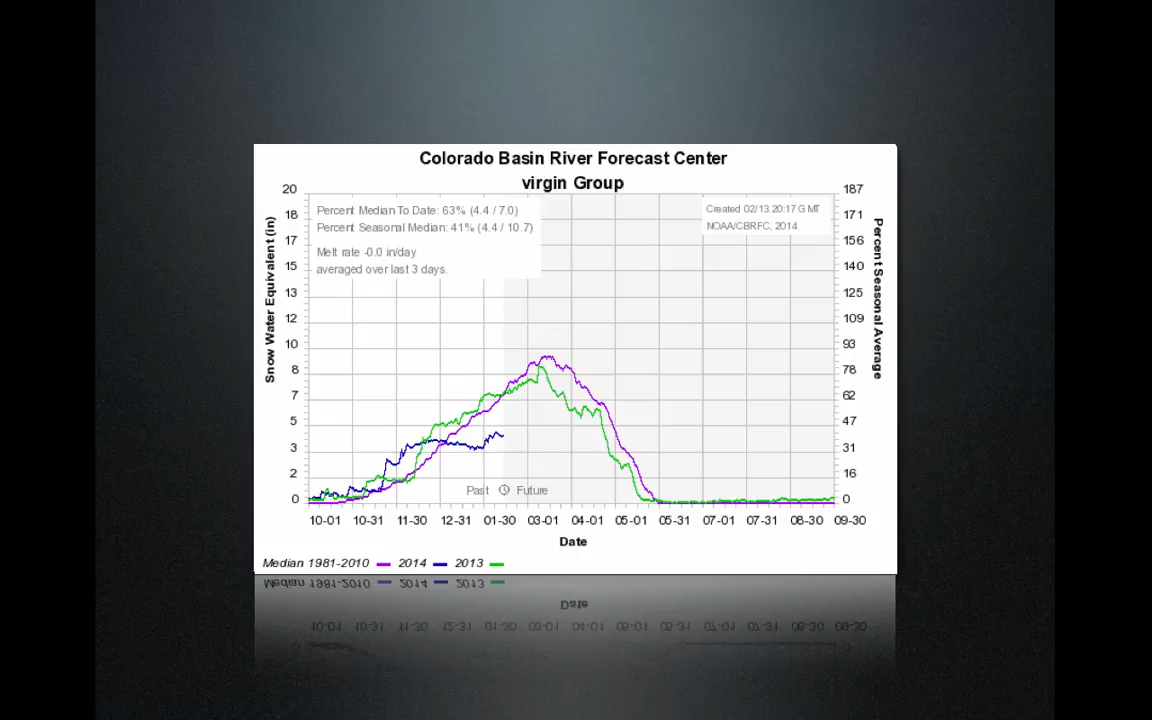 Colorado Basin River Forecast Center
virgin Group
Percent Median To Date: 63% (4.4 / 7.0)
Percent Seasonal Median: 41% (4.4 / 10.7)
Melt rate -0.0 in/day
averaged over last 3 days.
Created 02/13.20:17 GMT
NOAA/CBRFC, 2014
Snow Water Equivalent (in)
20
18
17
15
13
12
10
8
7
5
3
2
0
187
171
156
140
125
109
93
78
62
47
31
16
0
Percent Seasonal Average
Past Future
10-01 10-31 11-30 12-31 01-30 03-01 04-01 05-01 05-31 07-01 07-31 08-30 09-30
Date
Median 1981-2010 2014 2013